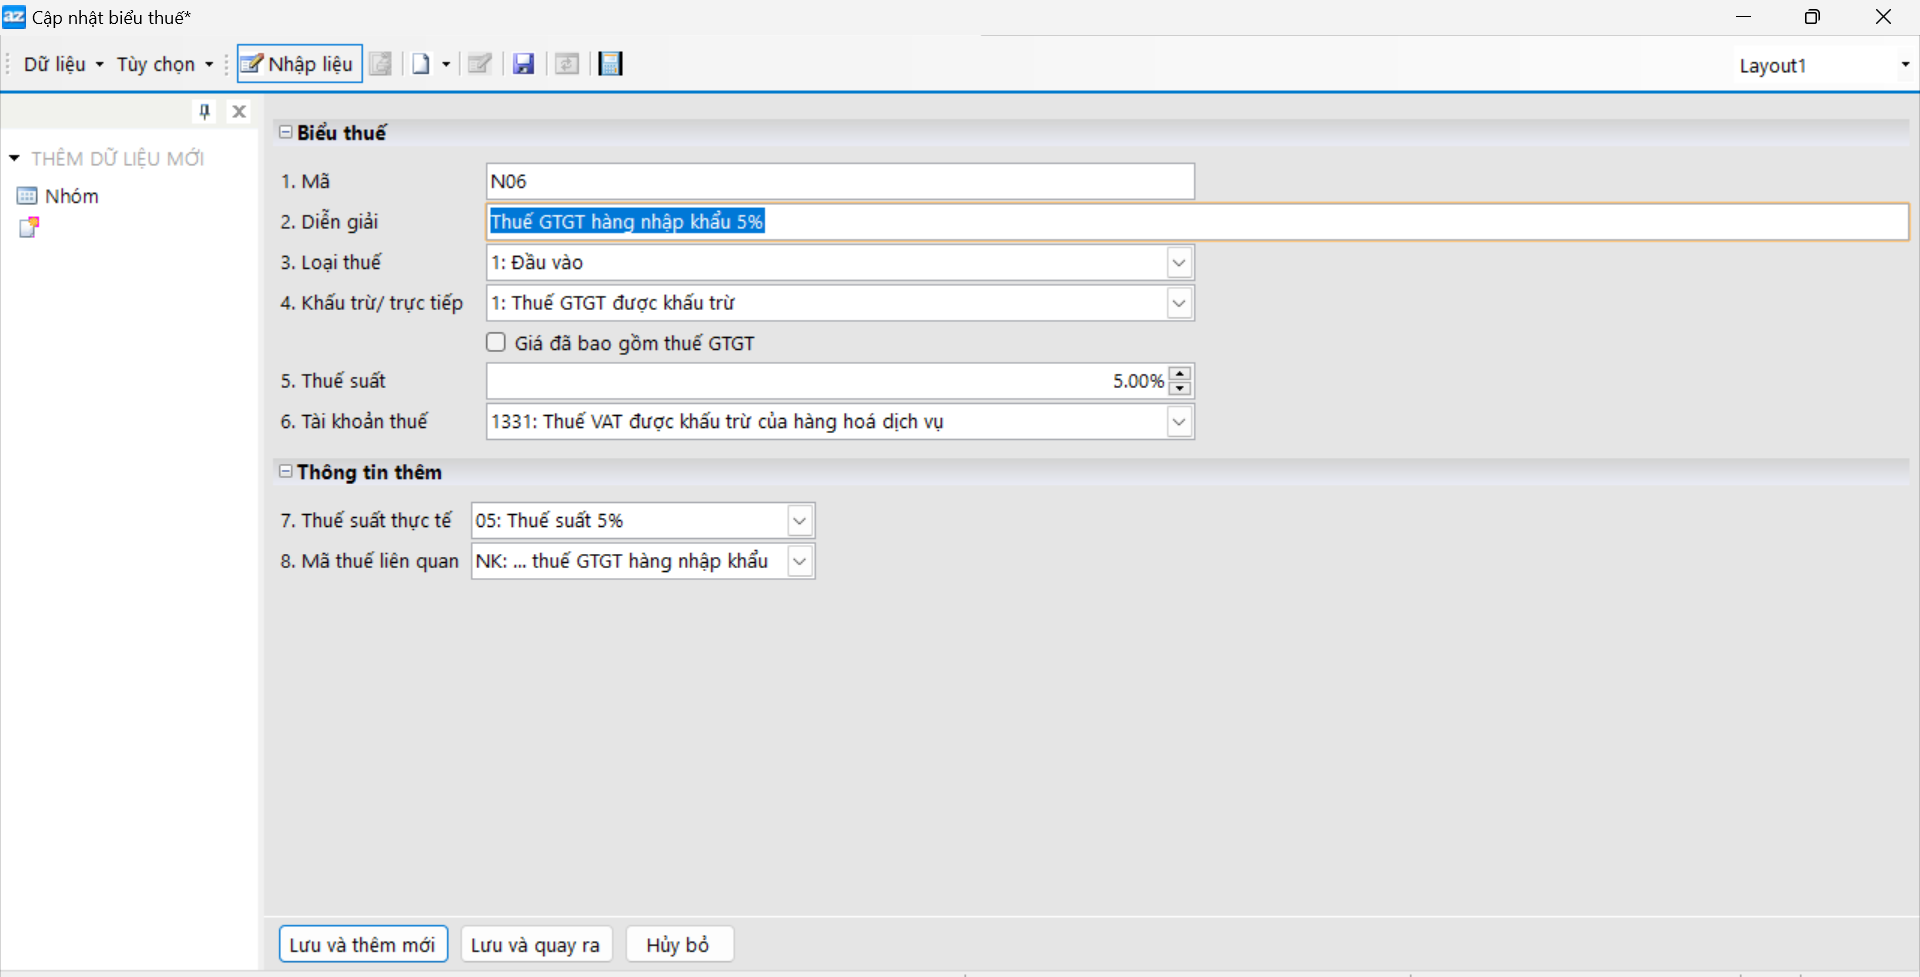 az Cập nhật biểu thuế*
Dữ liệu Tùy chọn Nhập liệu Layout1
THÊM DỮ LIỆU MỚI
Nhóm
Biểu thuế
1. Mã N06
2. Diễn giải Thuế GTGT hàng nhập khẩu 5%
3. Loại thuế 1: Đầu vào
4. Khấu trừ/ trực tiếp 1: Thuế GTGT được khấu trừ
Giá đã bao gồm thuế GTGT
5. Thuế suất 5.00%
6. Tài khoản thuế 1331: Thuế VAT được khấu trừ của hàng hoá dịch vụ
Thông tin thêm
7. Thuế suất thực tế 05: Thuế suất 5%
8. Mã thuế liên quan NK: ... thuế GTGT hàng nhập khẩu
Lưu và thêm mới Lưu và quay ra Hủy bỏ